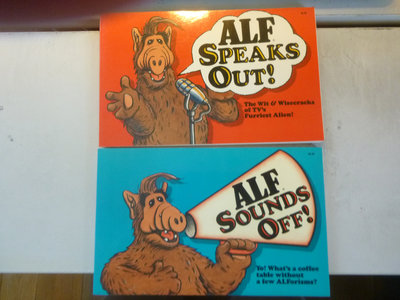 ALF
SPEAKS
OUT!
The Wit & Wisecracks
of TV's
Furriest Alien!
ALF
SOUNDS
OFF!
Yo! What's a coffee
table without
a few ALForisms?